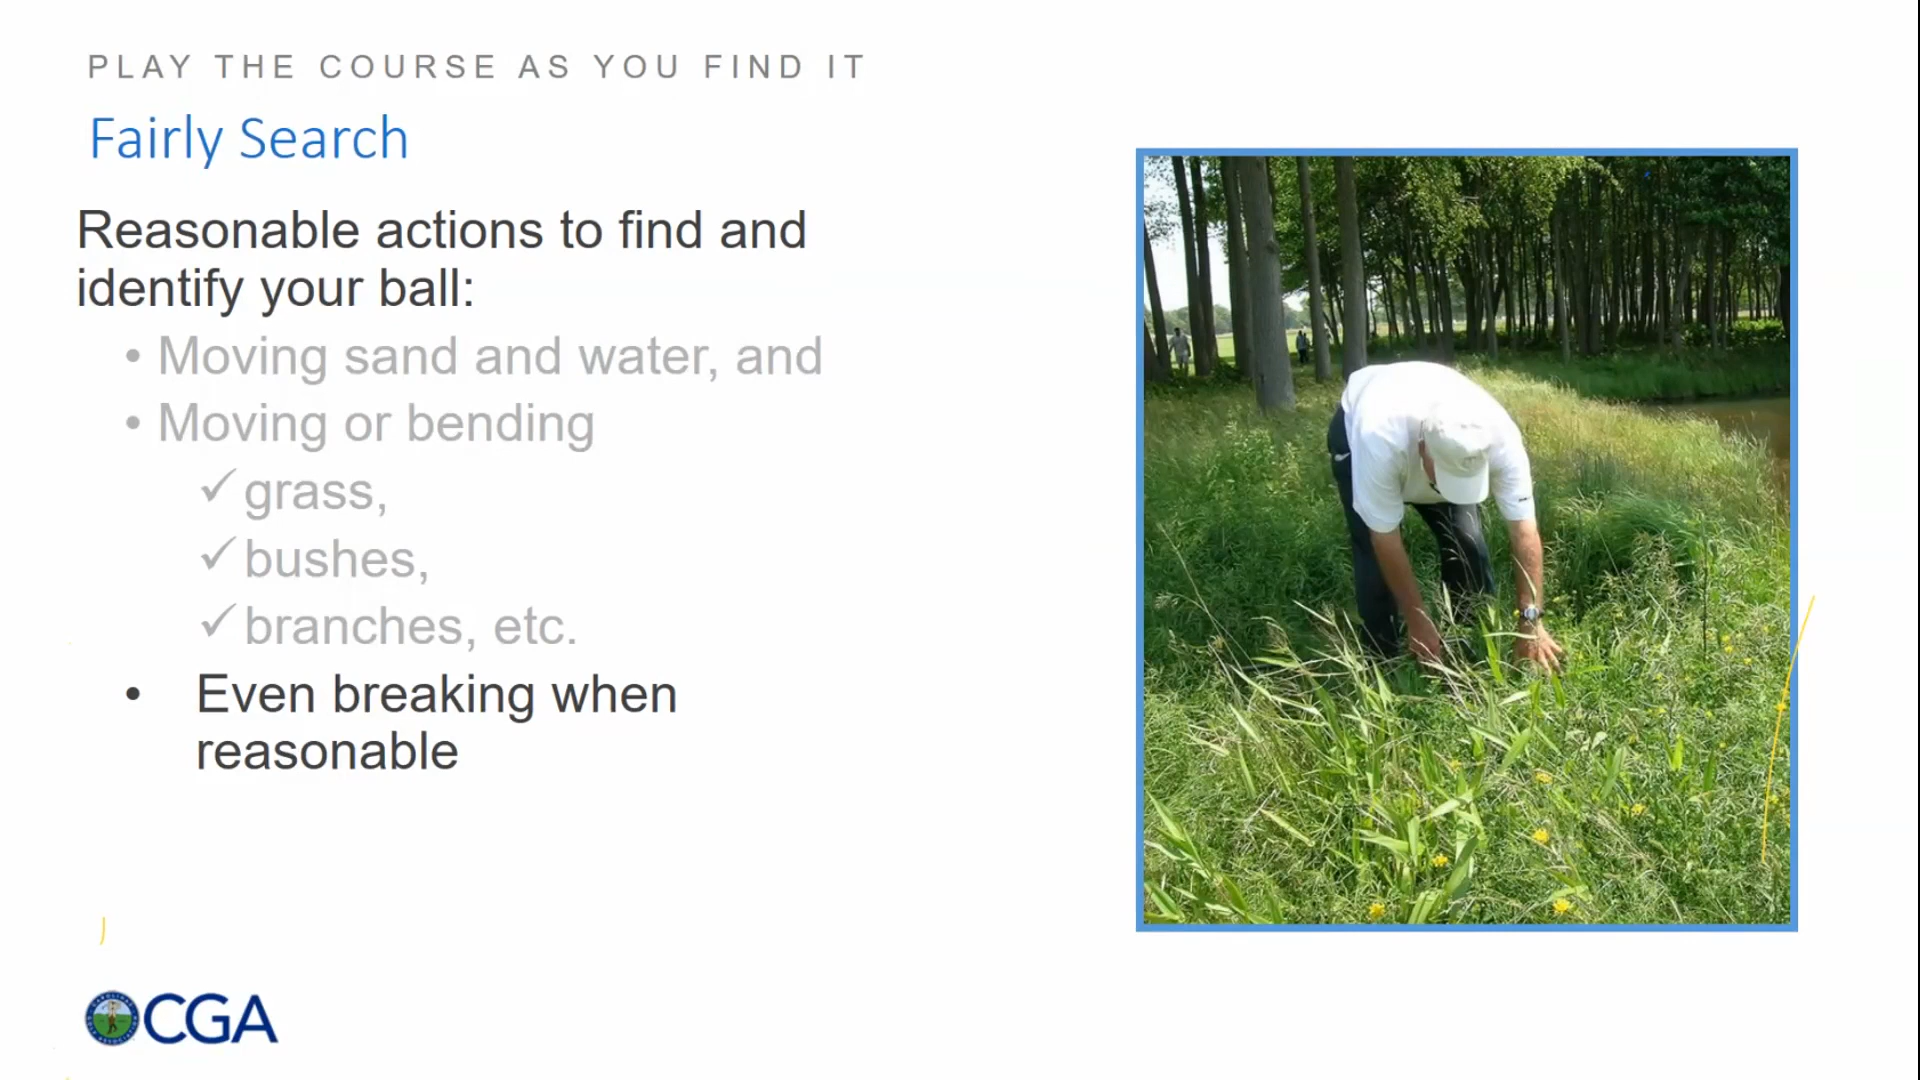 PLAY THE COURSE AS YOU FIND IT
Fairly Search
Reasonable actions to find and
identify your ball:
• Moving sand and water, and
• Moving or bending
✓ grass,
✓ bushes,
✓ branches, etc.
• Even breaking when
reasonable
CGA